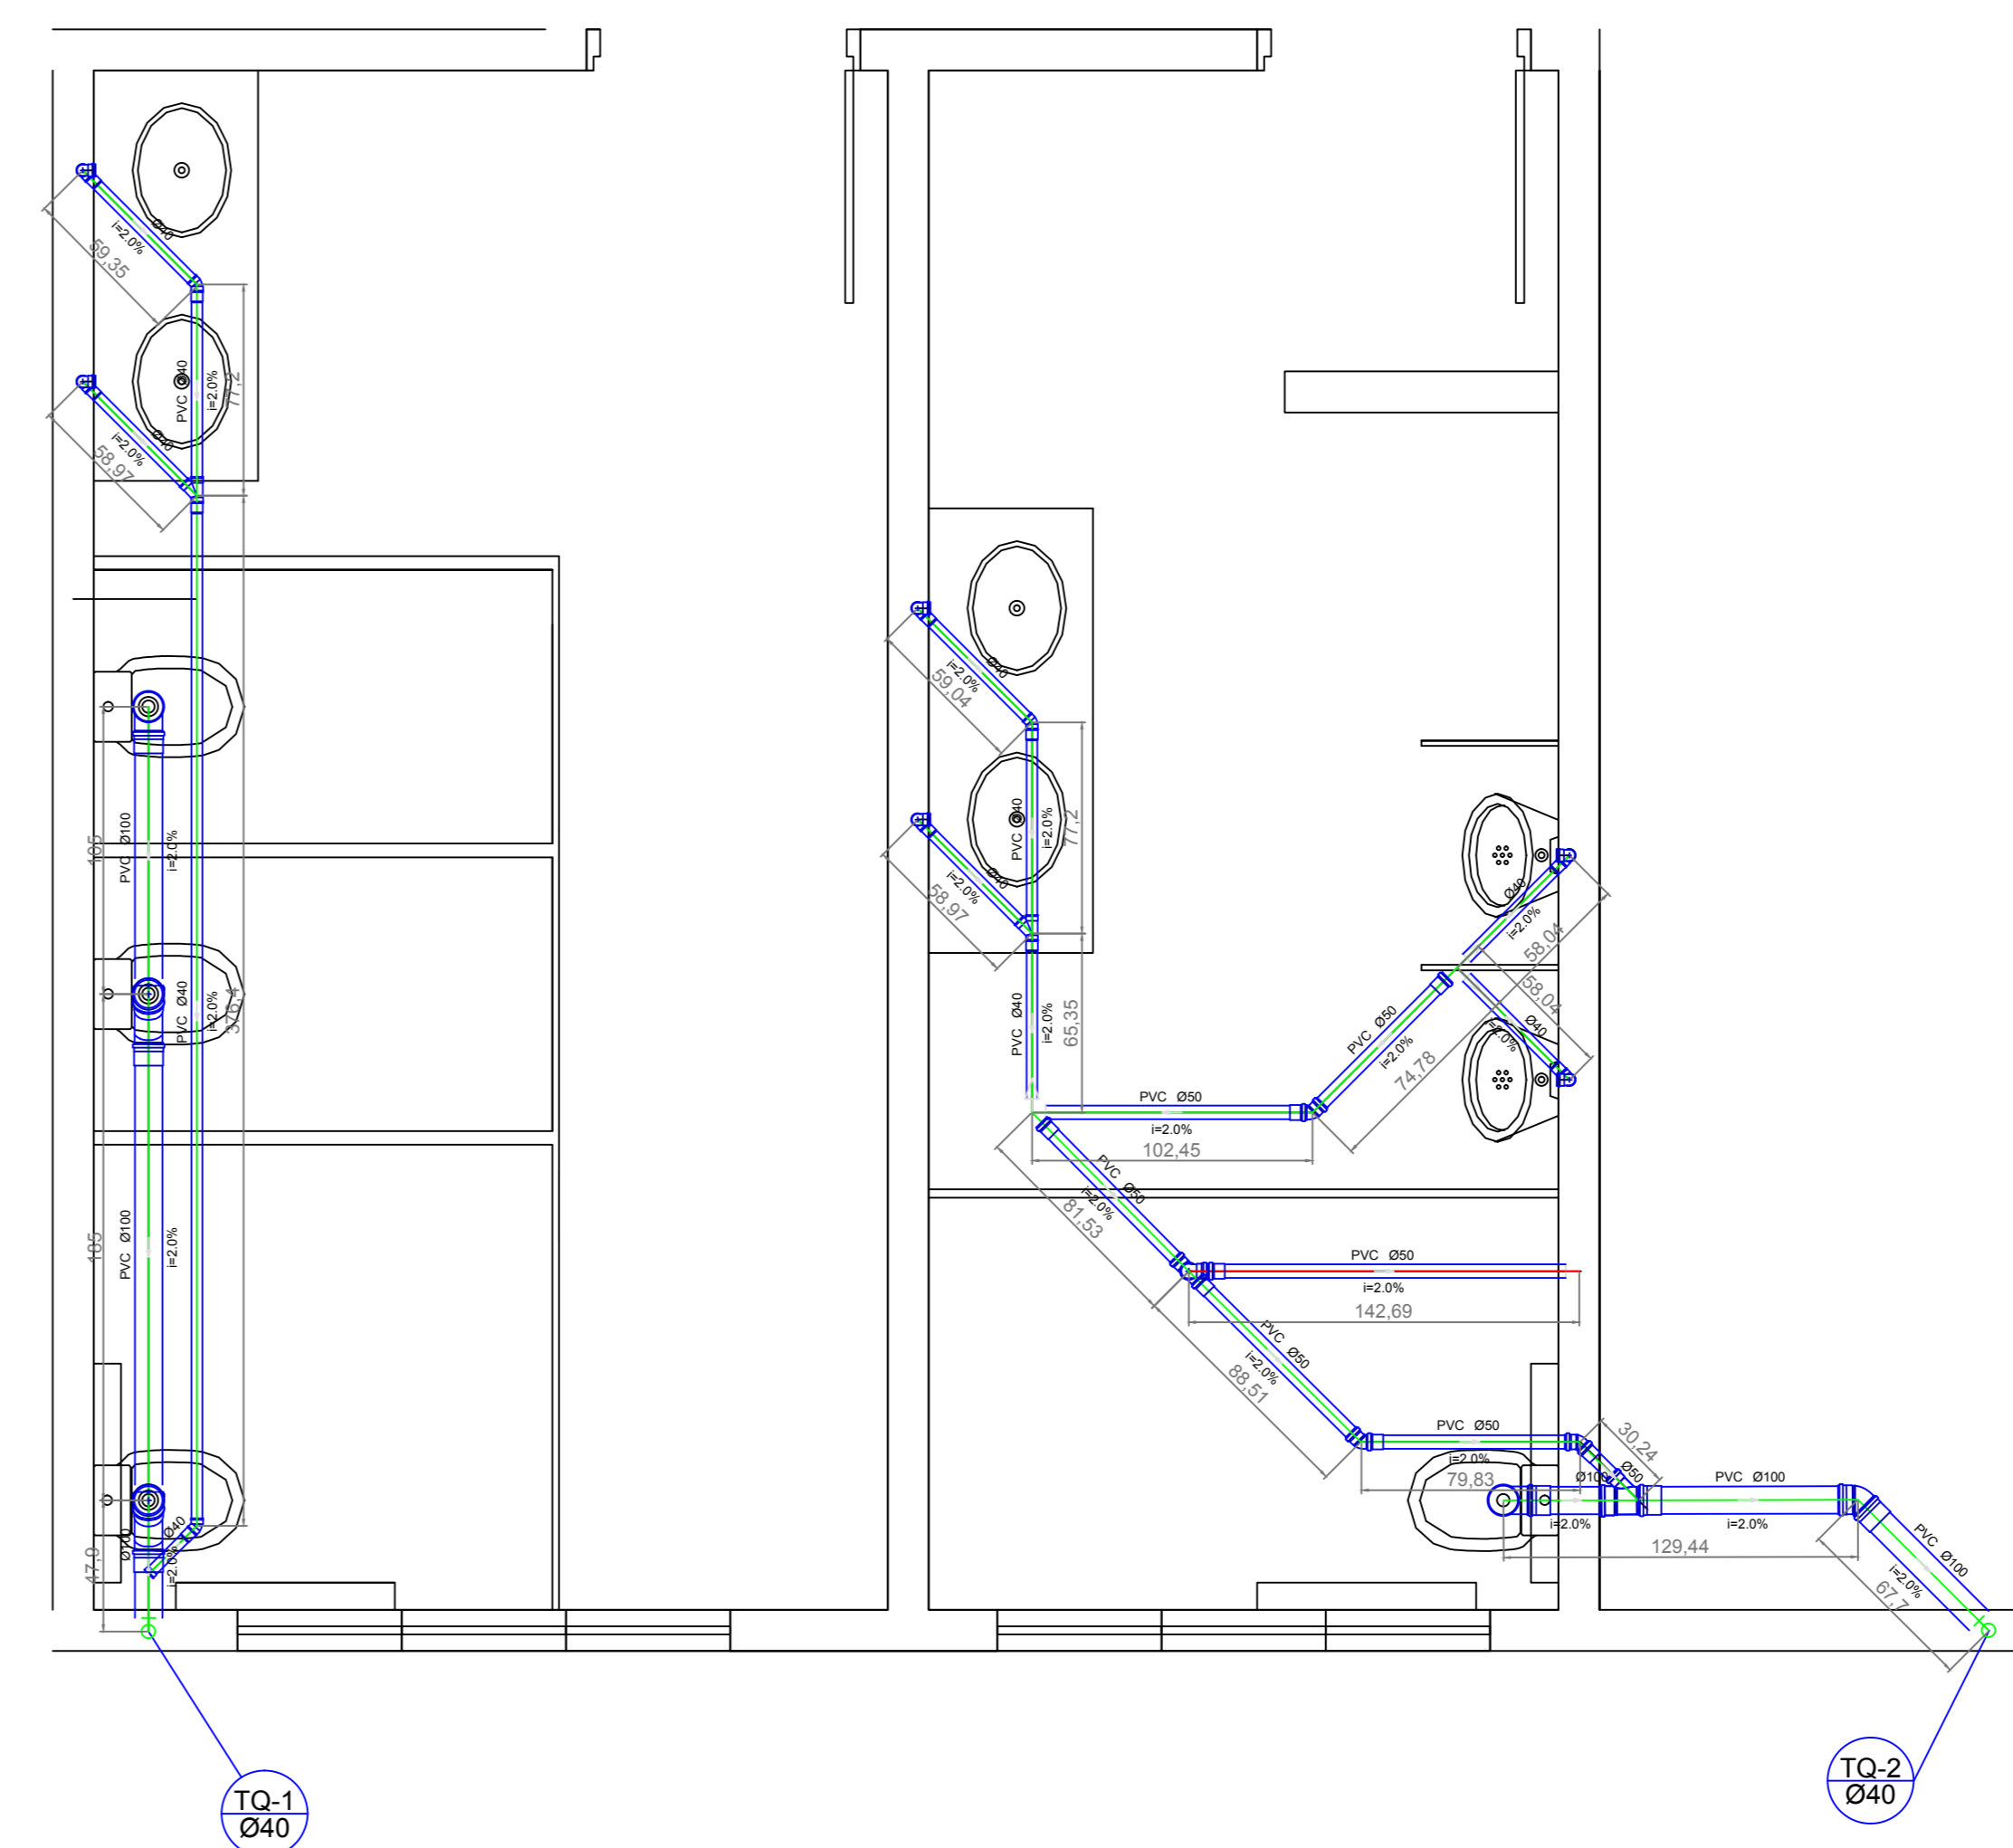 Ø40
i=2.0%
59,35
PVC Ø40
i=2.0%
77,2
Ø40
i=2.0%
58,97
PVC Ø100
i=2.0%
105
PVC Ø40
i=2.0%
376,4
PVC Ø100
i=2.0%
185
Ø40
Ø100
i=2.0%
47,9
TQ-1
Ø40
Ø40
i=2.0%
59,04
PVC Ø40
i=2.0%
77,2
Ø40
i=2.0%
58,97
PVC Ø40
i=2.0%
65,35
Ø40
i=2.0%
58,04
58,04
Ø40
i=2.0%
PVC Ø50
i=2.0%
74,78
PVC Ø50
i=2.0%
102,45
PVC Ø50
i=2.0%
81,53
PVC Ø50
i=2.0%
142,69
PVC Ø50
i=2.0%
88,51
PVC Ø50
i=2.0%
79,83
30,24
Ø50
Ø100
i=2.0%
PVC Ø100
i=2.0%
129,44
PVC Ø100
i=2.0%
67,7
TQ-2
Ø40